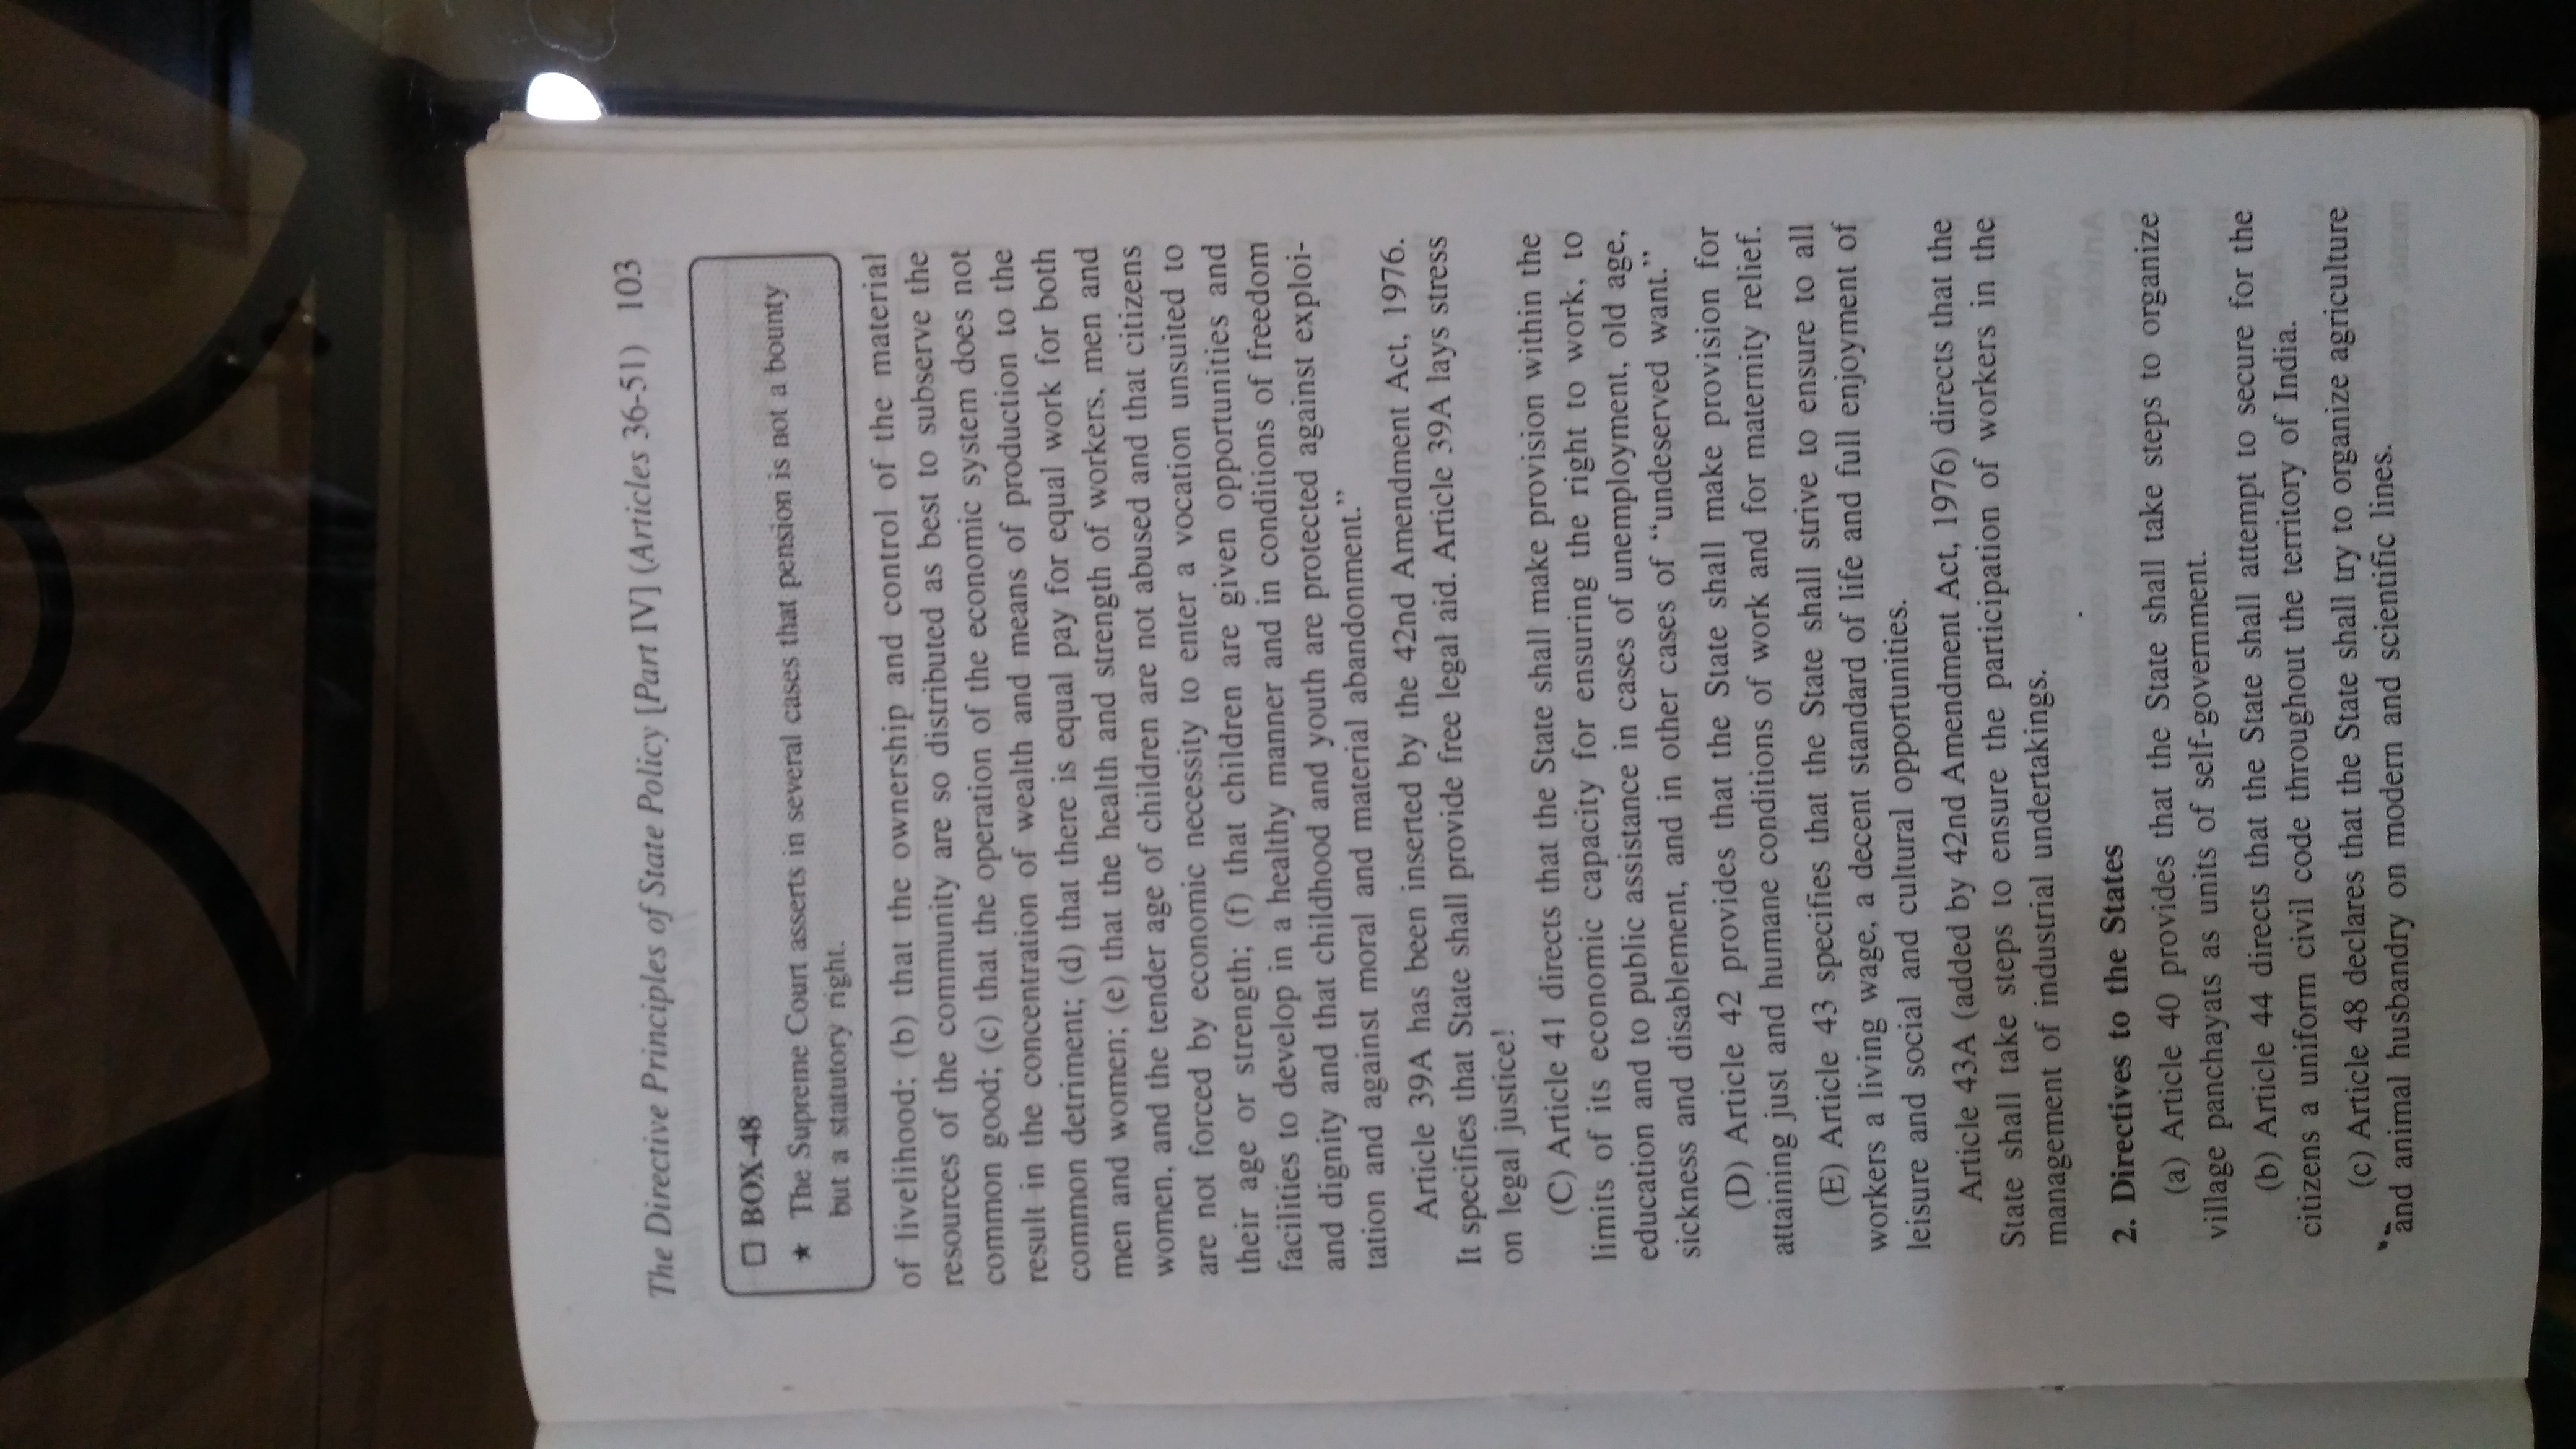 The Directive Principles of State Policy [Part IV] (Articles 36-51) 103
☐ BOX-48
★ The Supreme Court asserts in several cases that pension is not a bounty
but a statutory right.
of livelihood; (b) that the ownership and control of the material
resources of the community are so distributed as best to subserve the
common good; (c) that the operation of the economic system does not
result in the concentration of wealth and means of production to the
common detriment; (d) that there is equal pay for equal work for both
men and women; (e) that the health and strength of workers, men and
women, and the tender age of children are not abused and that citizens
are not forced by economic necessity to enter a vocation unsuited to
their age or strength; (f) that children are given opportunities and
facilities to develop in a healthy manner and in conditions of freedom
and dignity and that childhood and youth are protected against exploi-
tation and against moral and material abandonment.”
Article 39A has been inserted by the 42nd Amendment Act, 1976.
It specifies that State shall provide free legal aid. Article 39A lays stress
on legal justice!
(C) Article 41 directs that the State shall make provision within the
limits of its economic capacity for ensuring the right to work, to
education and to public assistance in cases of unemployment, old age,
sickness and disablement, and in other cases of “undeserved want.”
(D) Article 42 provides that the State shall make provision for
attaining just and humane conditions of work and for maternity relief.
(E) Article 43 specifies that the State shall strive to ensure to all
workers a living wage, a decent standard of life and full enjoyment of
leisure and social and cultural opportunities.
Article 43A (added by 42nd Amendment Act, 1976) directs that the
State shall take steps to ensure the participation of workers in the
management of industrial undertakings.
2. Directives to the States
(a) Article 40 provides that the State shall take steps to organize
village panchayats as units of self-government.
(b) Article 44 directs that the State shall attempt to secure for the
citizens a uniform civil code throughout the territory of India.
(c) Article 48 declares that the State shall try to organize agriculture
and animal husbandry on modern and scientific lines.